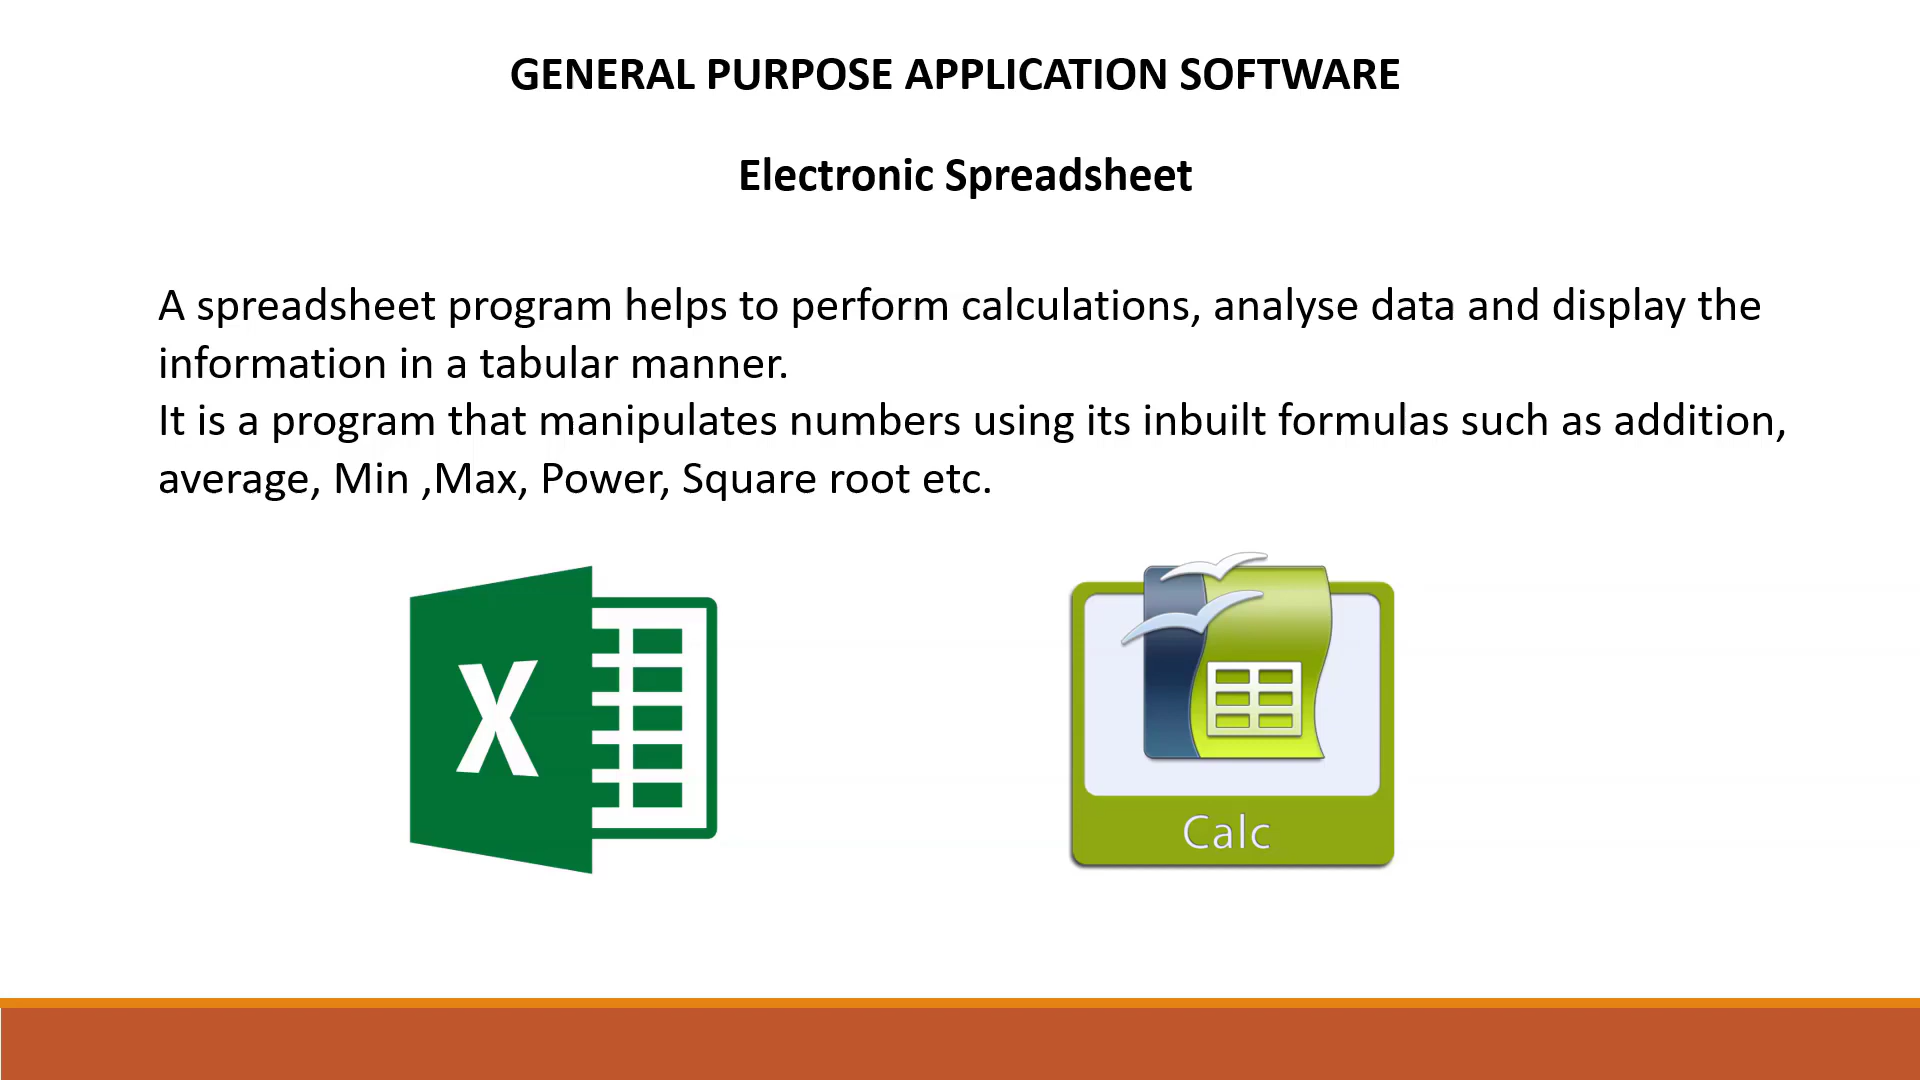 GENERAL PURPOSE APPLICATION SOFTWARE
Electronic Spreadsheet
A spreadsheet program helps to perform calculations, analyse data and display the
information in a tabular manner.
It is a program that manipulates numbers using its inbuilt formulas such as addition,
average, Min ,Max, Power, Square root etc.
X
Calc